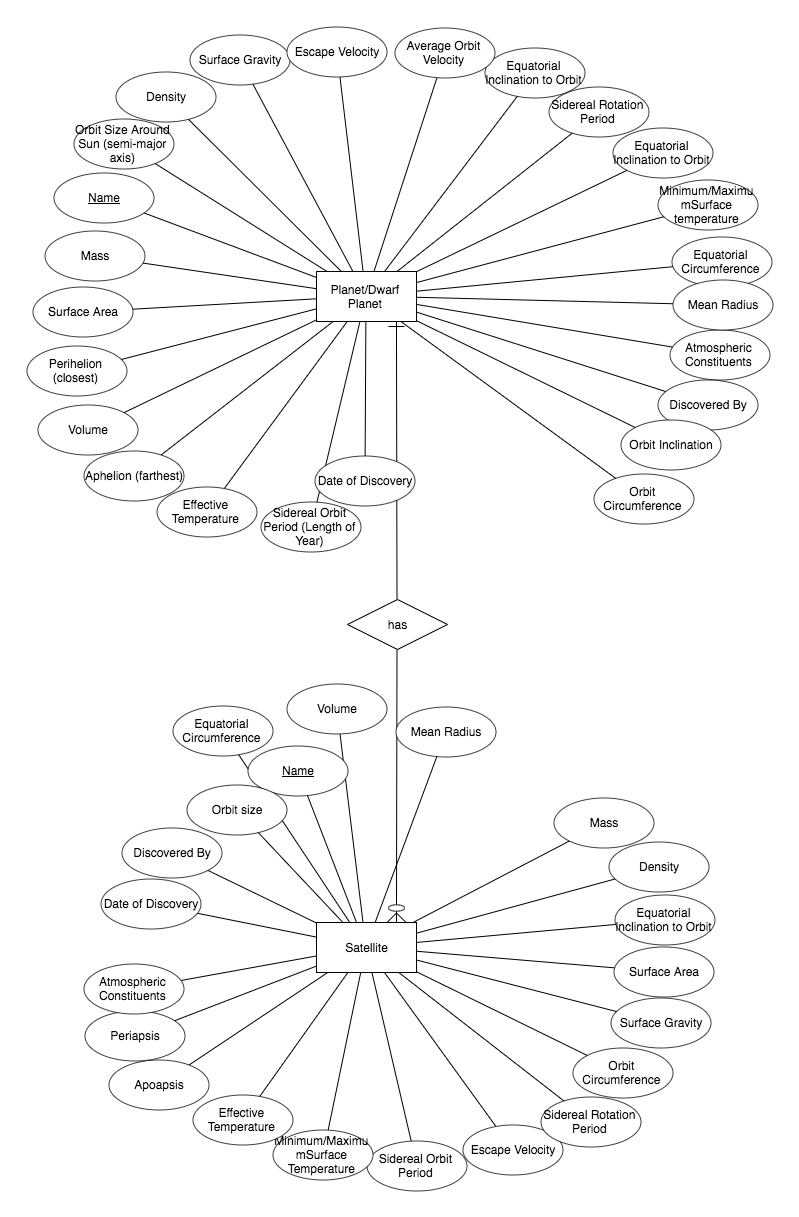 Escape Velocity
Average Orbit
Velocity
Surface Gravity
Equatorial
Inclination to Orbit
Density
Sidereal Rotation
Period
Orbit Size Around
Sun (semi-major
axis)
Equatorial
Inclination to Orbit
Name
Minimum/Maximu
mSurface
temperature
Mass
Equatorial
Circumference
Planet/Dwarf
Planet
Surface Area
Mean Radius
Perihelion
(closest)
Atmospheric
Constituents
Discovered By
Volume
Orbit Inclination
Aphelion (farthest)
Date of Discovery
Effective
Temperature
Sidereal Orbit
Period (Length of
Year)
Orbit
Circumference
has
Volume
Equatorial
Circumference
Mean Radius
Name
Orbit size
Mass
Discovered By
Density
Date of Discovery
Equatorial
Inclination to Orbit
Satellite
Surface Area
Atmospheric
Constituents
Surface Gravity
Periapsis
Orbit
Circumference
Apoapsis
Effective
Temperature
Sidereal Rotation
Period
Minimum/Maximu
mSurface
Temperature
Sidereal Orbit
Period
Escape Velocity